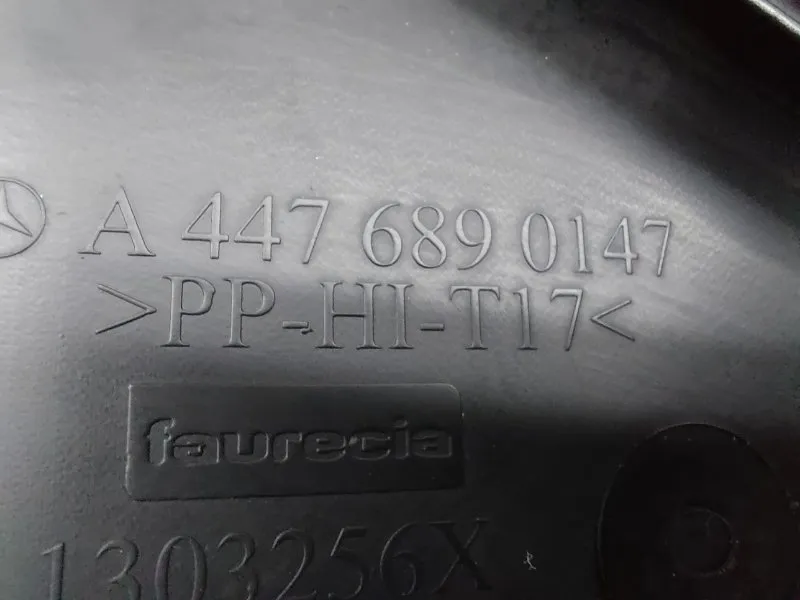 A 447 689 0147
>PP-HI-T17<
faurecia
1303256X